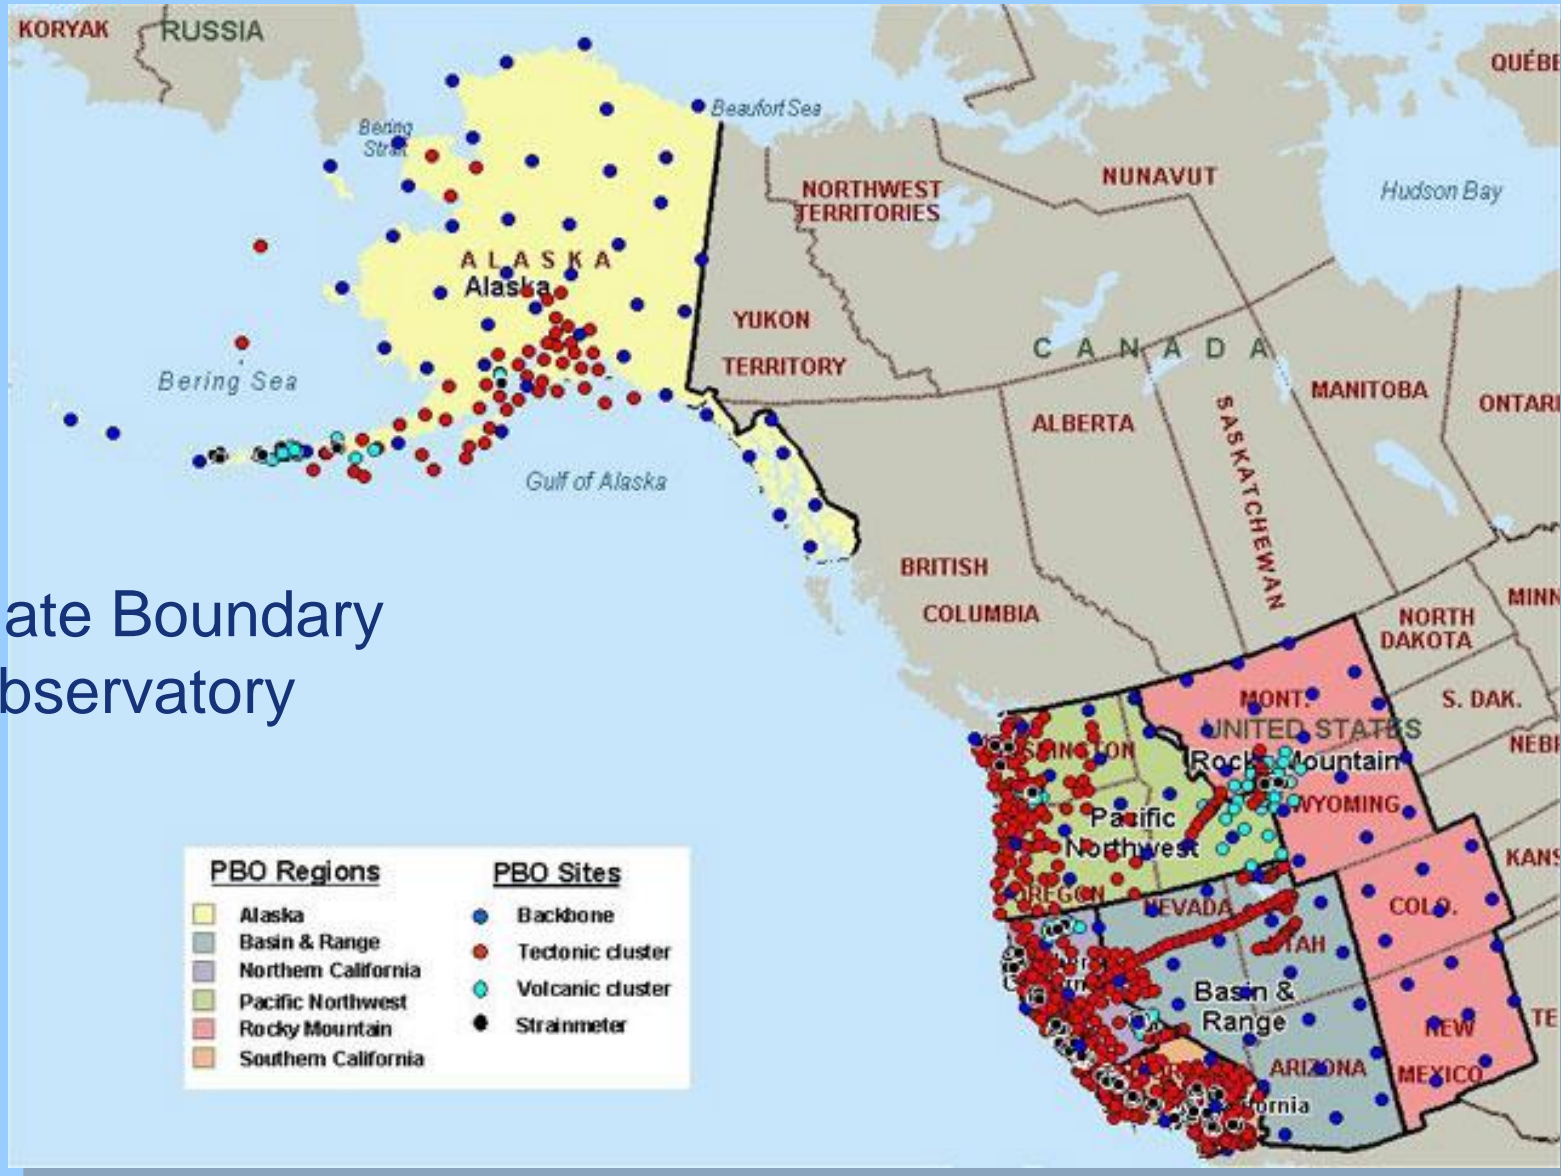 KORYAK
RUSSIA
QUÉBE
Beaufort Sea
Bering
Strait
NORTHWEST
TERRITORIES
NUNAVUT
Hudson Bay
ALASKA
Alaska
YUKON
TERRITORY
CANADA
Bering Sea
MANITOBA
ONTARI
ALBERTA
SASKATCHEWAN
Gulf of Alaska
BRITISH
COLUMBIA
MINN
NORTH
DAKOTA
ate Boundary
bservatory
S. DAK.
MONT.
UNITED STATES
NEB
Rocky Mountain
WYOMING
Pacific
Northwest
KANS
OREGON
NEVADA
COLO.
UTAH
Basin &
Range
NEW
MEXICO
TE
ARIZONA
PBO Regions
Alaska
Basin & Range
Northern California
Pacific Northwest
Rocky Mountain
Southern California
PBO Sites
Backbone
Tectonic cluster
Volcanic cluster
Strainmeter